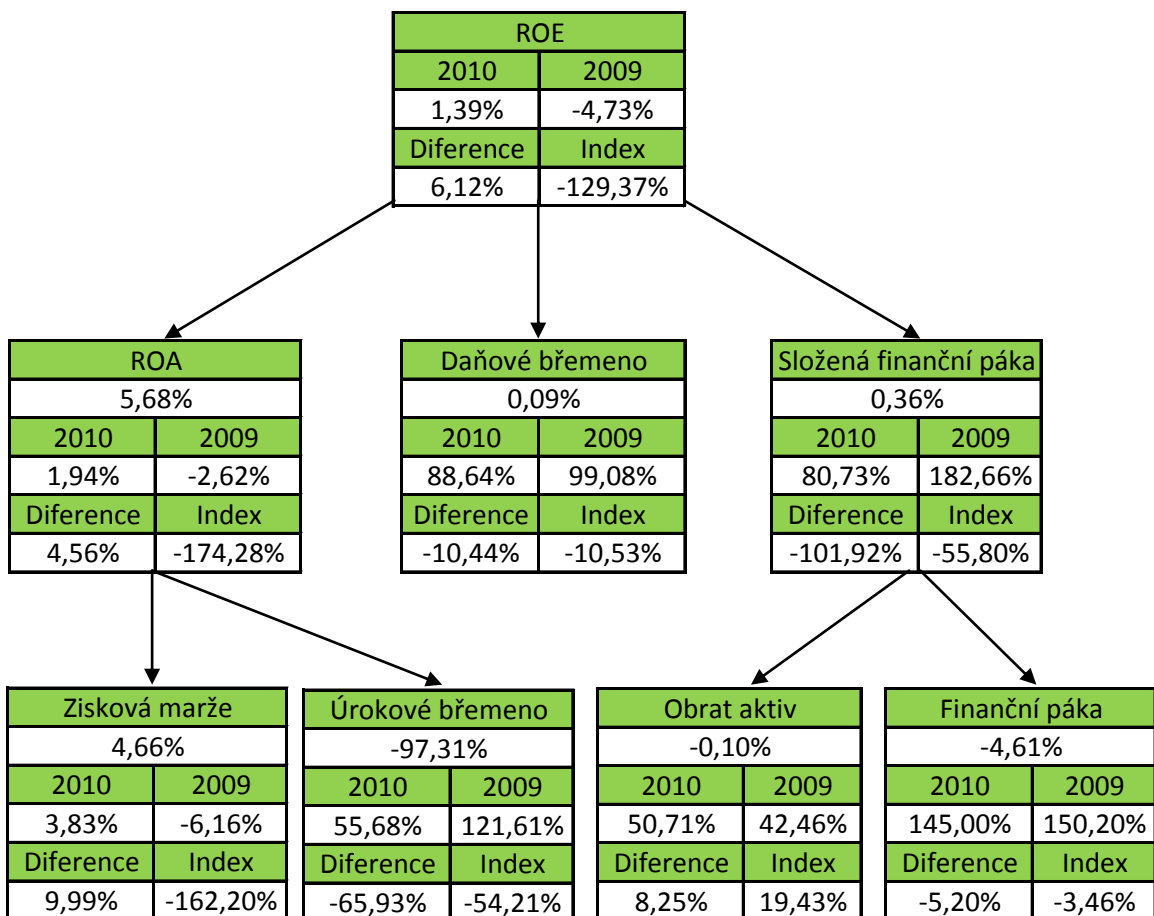 ROE
2010 2009
1,39% -4,73%
Diference Index
6,12% -129,37%
ROA
5,68%
2010 2009
1,94% -2,62%
Diference Index
4,56% -174,28%
Daňové břemeno
0,09%
2010 2009
88,64% 99,08%
Diference Index
-10,44% -10,53%
Složená finanční páka
0,36%
2010 2009
80,73% 182,66%
Diference Index
-101,92% -55,80%
Zisková marže
4,66%
2010 2009
3,83% -6,16%
Diference Index
9,99% -162,20%
Úrokové břemeno
-97,31%
2010 2009
55,68% 121,61%
Diference Index
-65,93% -54,21%
Obrat aktiv
-0,10%
2010 2009
50,71% 42,46%
Diference Index
8,25% 19,43%
Finanční páka
-4,61%
2010 2009
145,00% 150,20%
Diference Index
-5,20% -3,46%